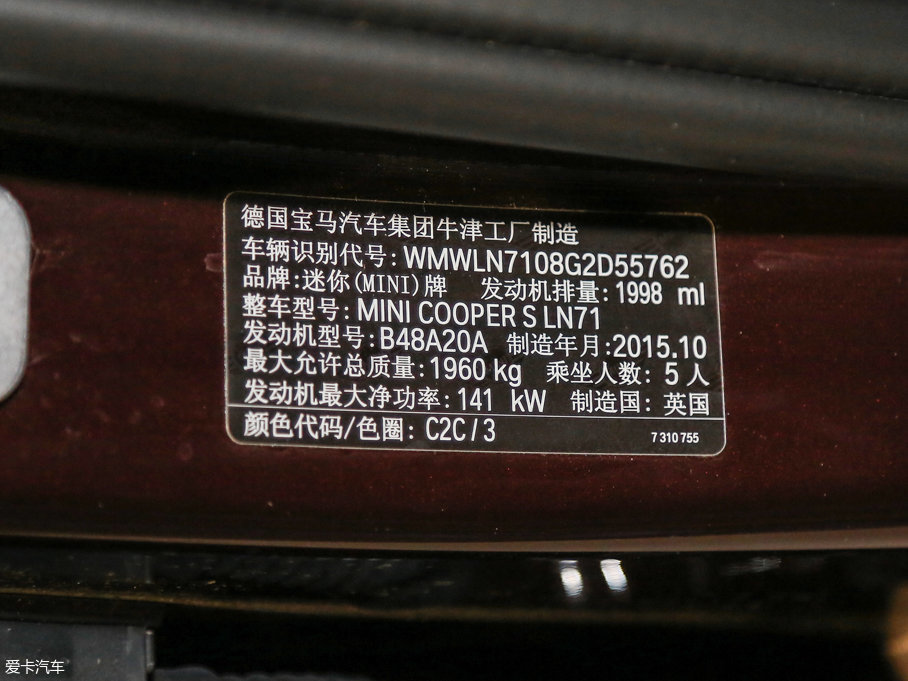 德国宝马汽车集团牛津工厂制造
车辆识别代号: WMWLN7108G2D55762
品牌:迷你(MINI)牌 发动机排量: 1998 ml
整车型号: MINI COOPER S LN71
发动机型号: B48A20A 制造年月:2015.10
最大允许总质量: 1960 kg 乘坐人数: 5 人
发动机最大净功率: 141 kW 制造国: 英国
颜色代码/色圈: C2C / 3 7 310 755
爱卡汽车